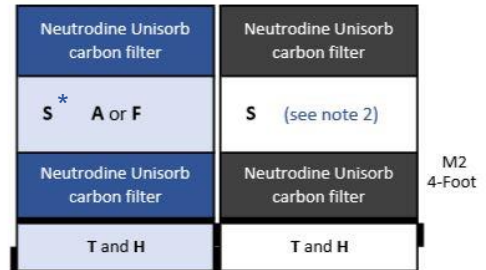 Neutrodine Unisorb
carbon filter
Neutrodine Unisorb
carbon filter
S * A or F
S (see note 2)
Neutrodine Unisorb
carbon filter
Neutrodine Unisorb
carbon filter
M2
4-Foot
T and H
T and H